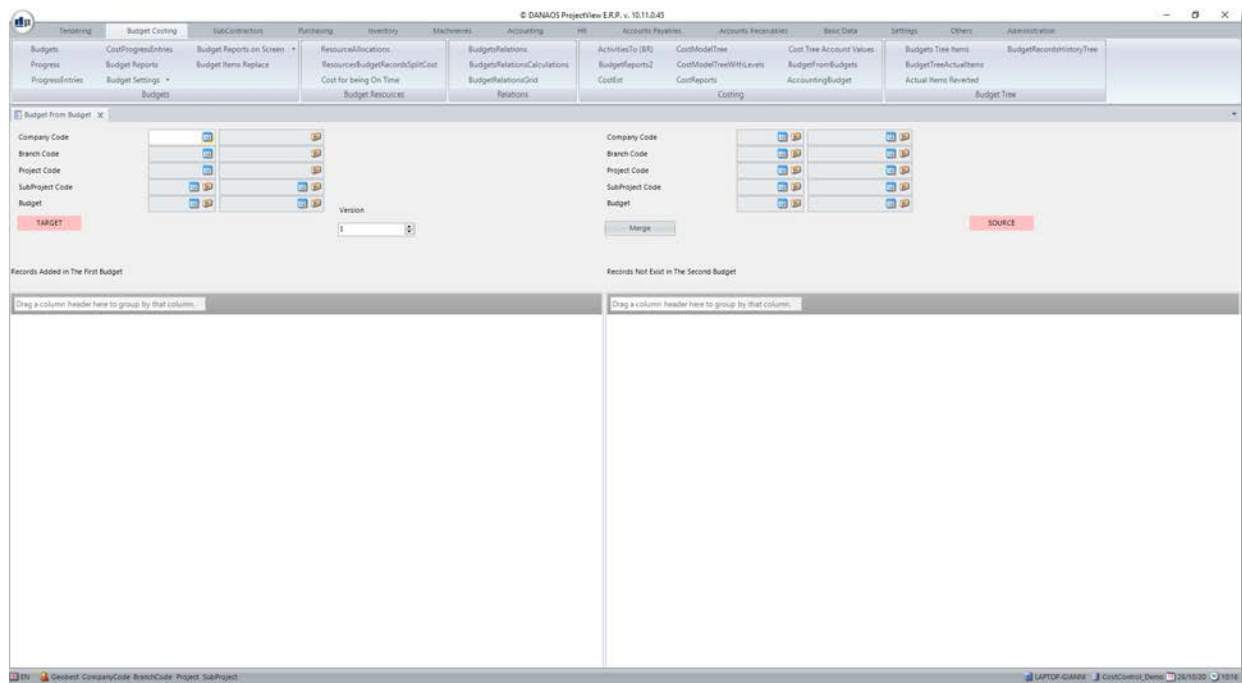 © DANAOS ProjectView E.R.P. v. 10.11.0.45
Tendering Budget Costing SubContractors Purchasing Inventory Machineries Accounting HR Accounts Payables Accounts Receivables Basic Data Settings Others Administration
Budgets CostProgressEntries Budget Reports on Screen ResourceAllocations BudgetsRelations ActivitiesTo (BR) CostModelTree Cost Tree Account Values Budgets Tree Items BudgetRecordsHistoryTree
Progress Budget Reports Budget Items Replace ResourcesBudgetRecordsSplitCost BudgetsRelationsCalculations BudgetReports2 CostModelTreeWithLevels BudgetFromBudgets BudgetTreeActualItems
ProgressEntries Budget Settings Cost for being On Time BudgetRelationsGrid CostEst CostReports AccountingBudget Actual Items Reverted
Budgets Budget Resources Relations Costing Budget Tree
Budget From Budget X
Company Code Company Code
Branch Code Branch Code
Project Code Project Code
SubProject Code SubProject Code
Budget Version Budget
TARGET 1 Merge SOURCE
Records Added in The First Budget Records Not Exist in The Second Budget
Drag a column header here to group by that column. Drag a column header here to group by that column.
EN Geobest CompanyCode BranchCode Project SubProject LAPTOP-GIANNI CostControl_Demo 26/10/20 10:16